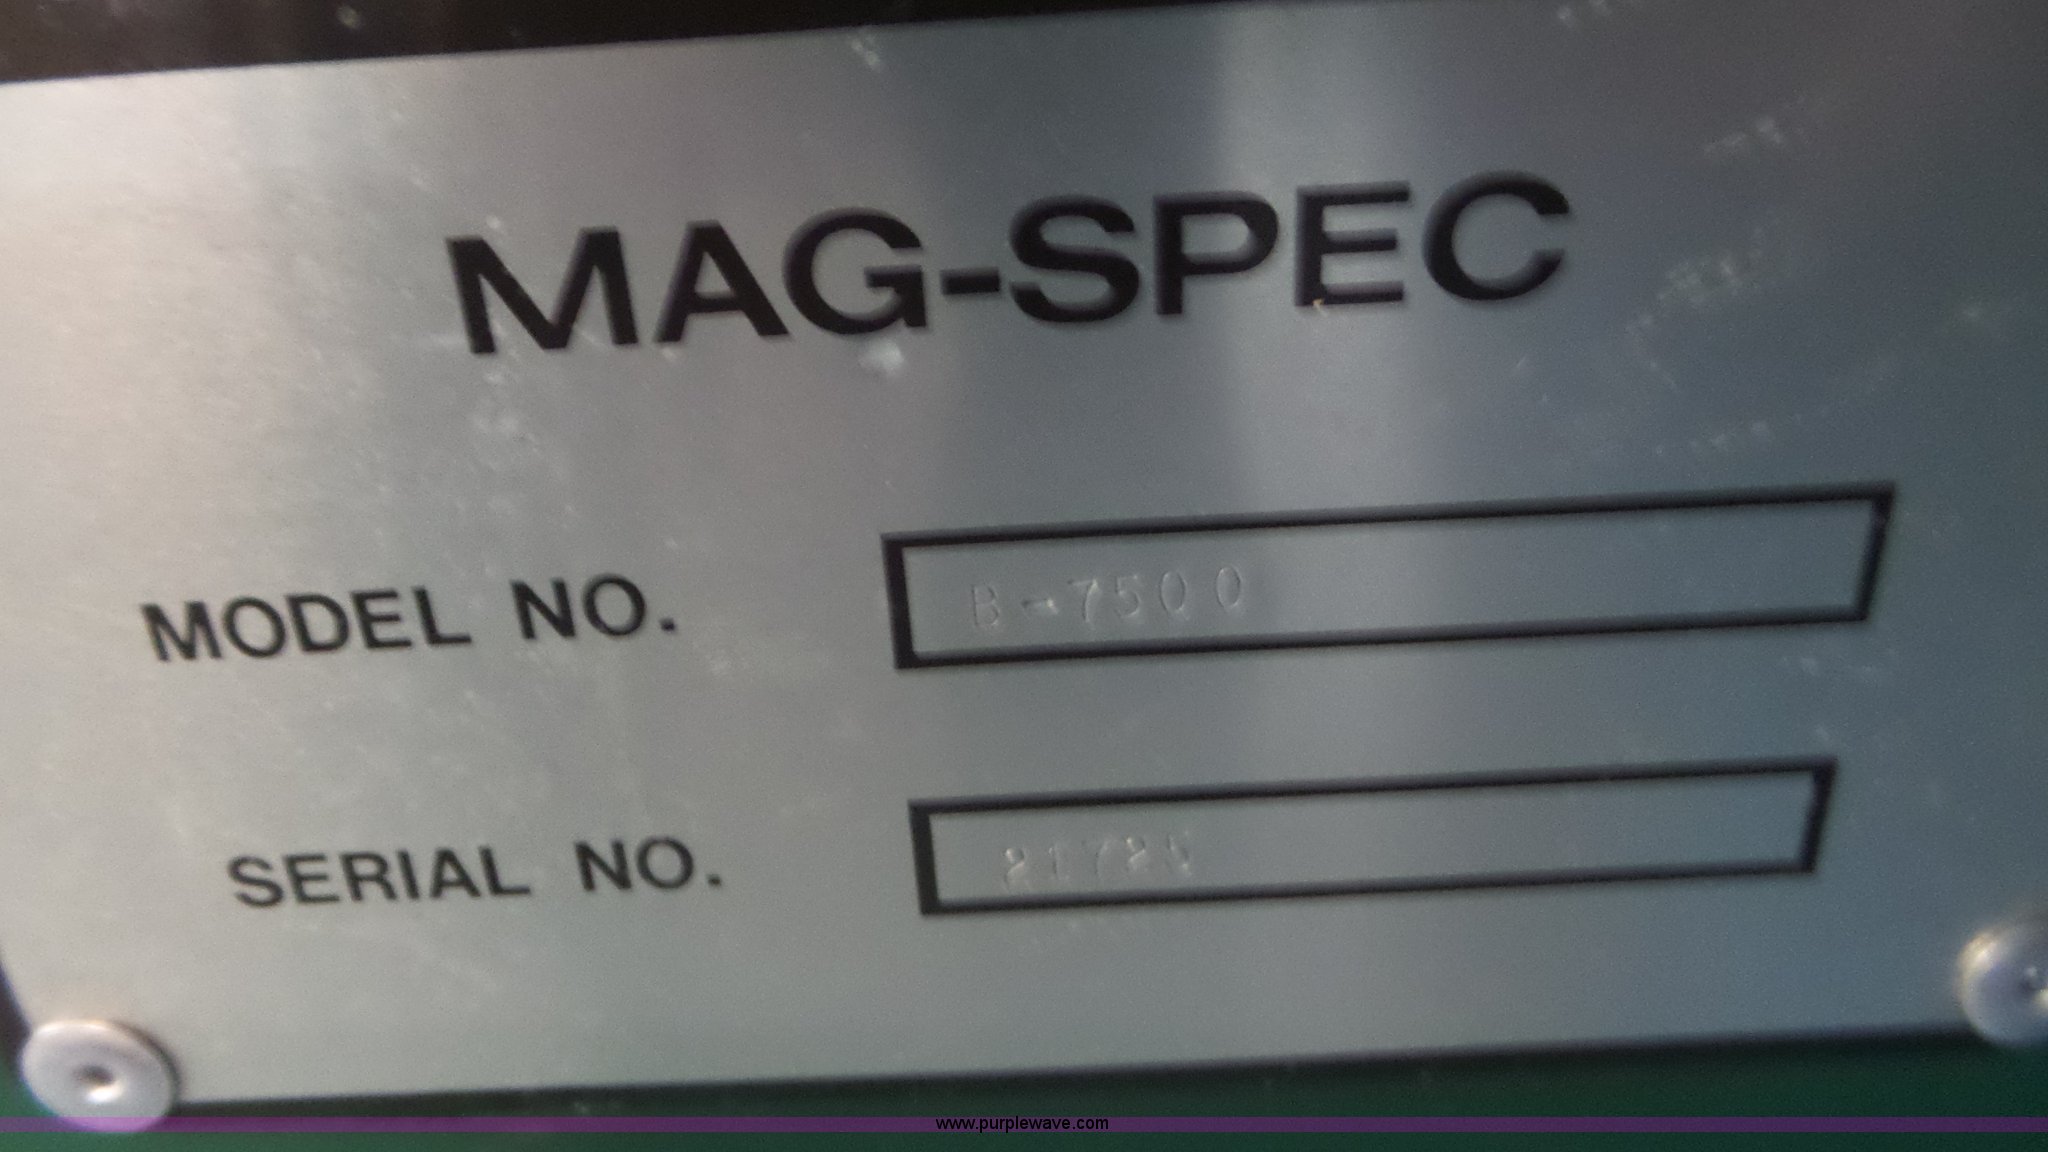 MAG-SPEC
MODEL NO. B-7500
SERIAL NO.
www.purplewave.com